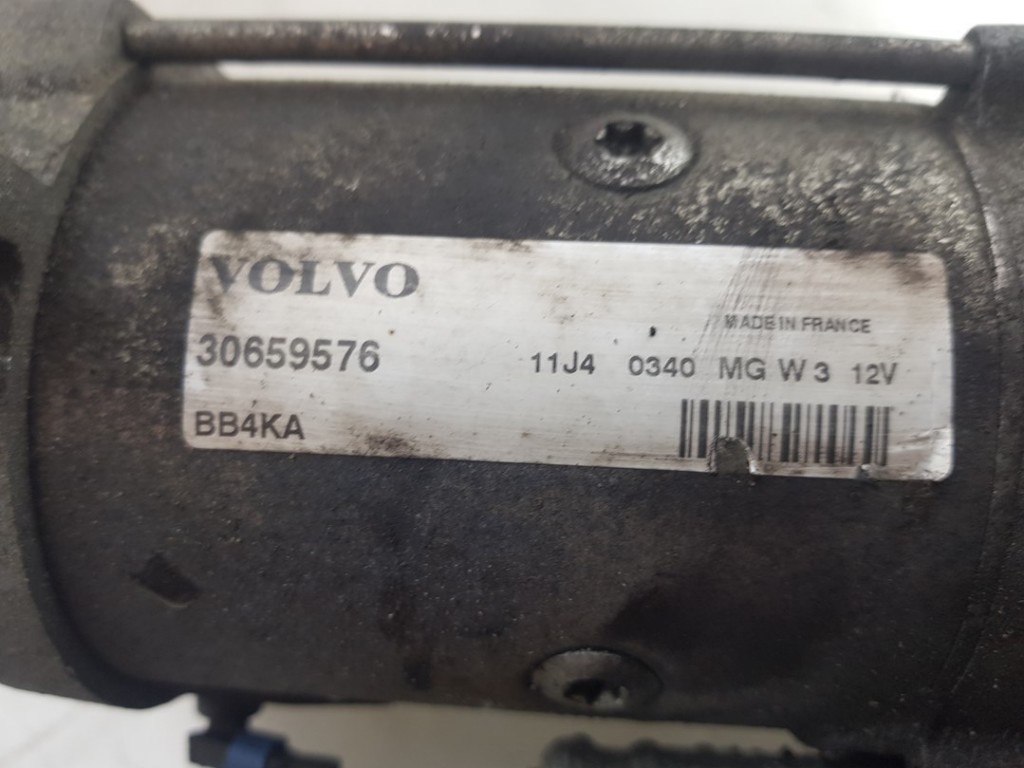 VOLVO
MADE IN FRANCE
30659576 11J4 0340 MG W 3 12V
BB4KA